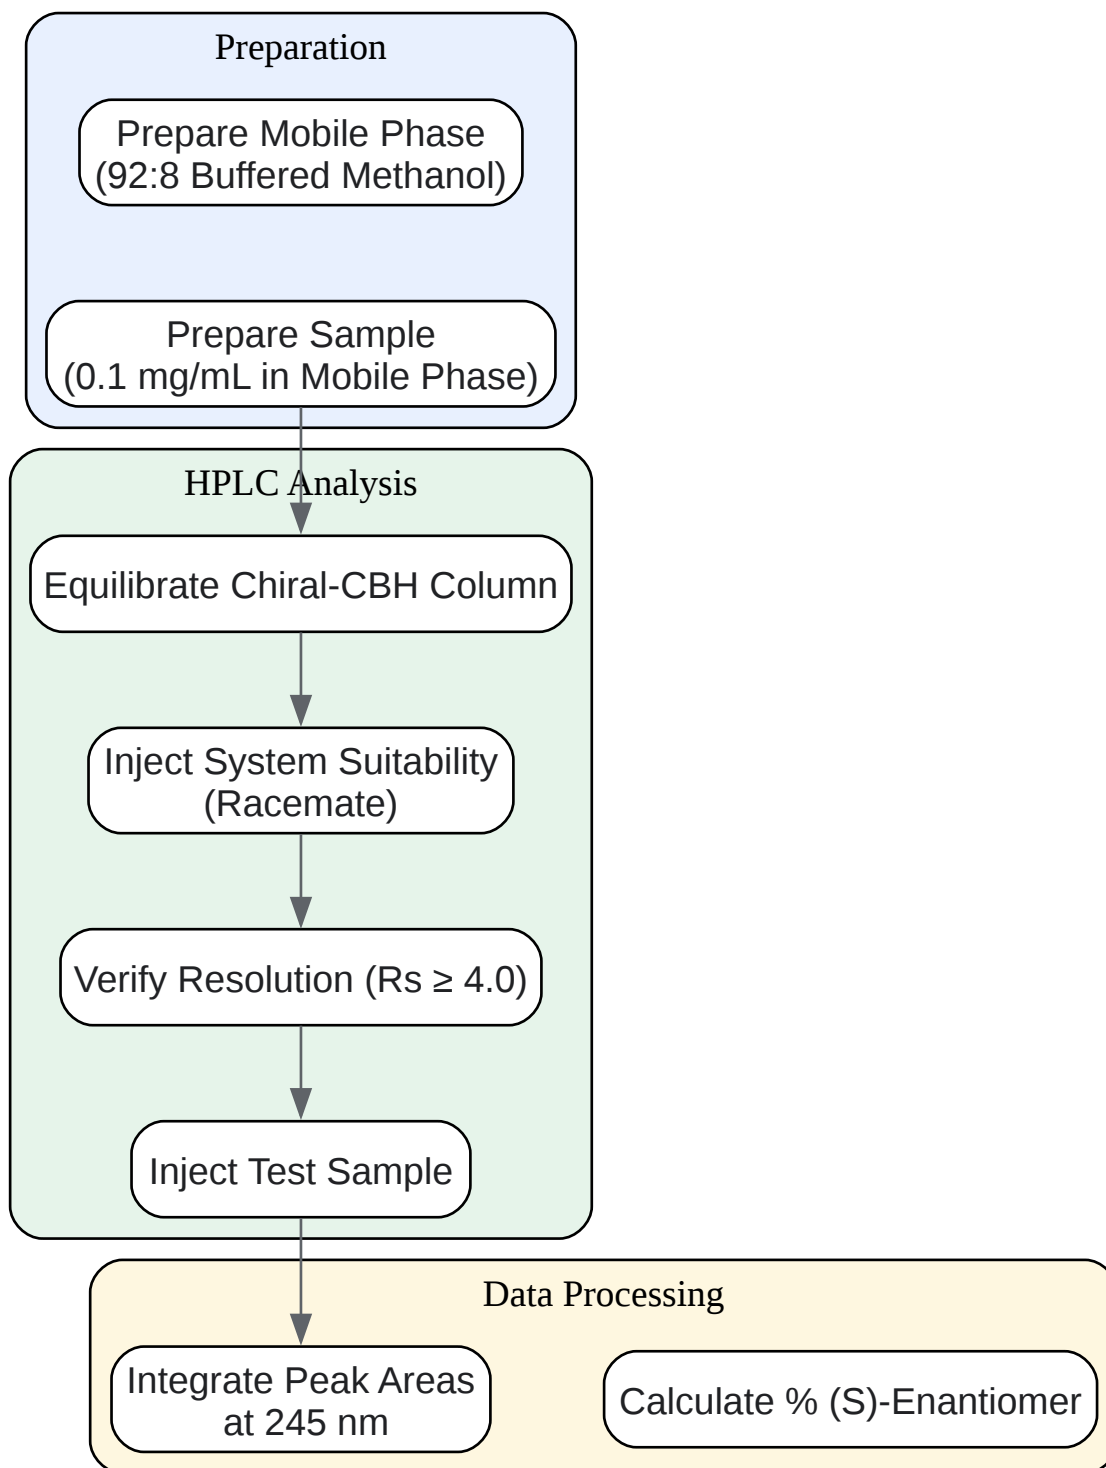 Preparation
Prepare Mobile Phase
(92:8 Buffered Methanol)
Prepare Sample
(0.1 mg/mL in Mobile Phase)
HPLC Analysis
Equilibrate Chiral-CBH Column
Inject System Suitability
(Racemate)
Verify Resolution (Rs ≥ 4.0)
Inject Test Sample
Data Processing
Integrate Peak Areas
at 245 nm
Calculate % (S)-Enantiomer